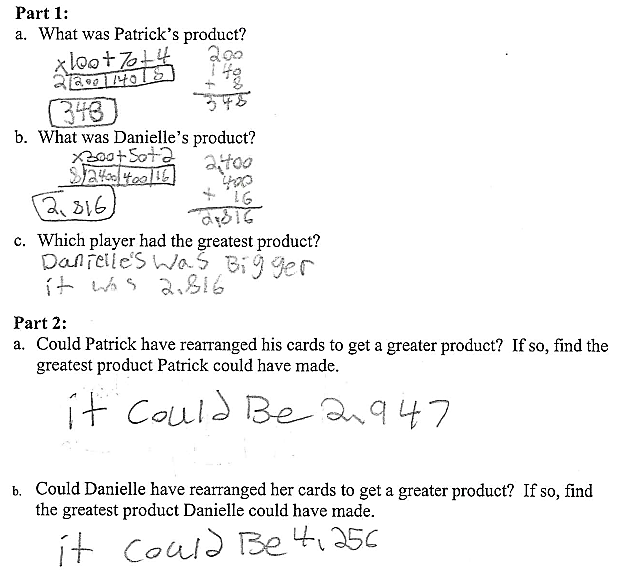 Part 1:
a. What was Patrick's product?
x100+70+4
2|200|140|8
200
140
+ 8
348
348
b. What was Danielle's product?
x300+50+2
8|2400|400|16
2,400
400
+ 16
2,816
2,816
c. Which player had the greatest product?
Danielle's was Bigger
it was 2,816
Part 2:
a. Could Patrick have rearranged his cards to get a greater product? If so, find the
greatest product Patrick could have made.
it could Be 2,947
b. Could Danielle have rearranged her cards to get a greater product? If so, find
the greatest product Danielle could have made.
it could Be 4,256